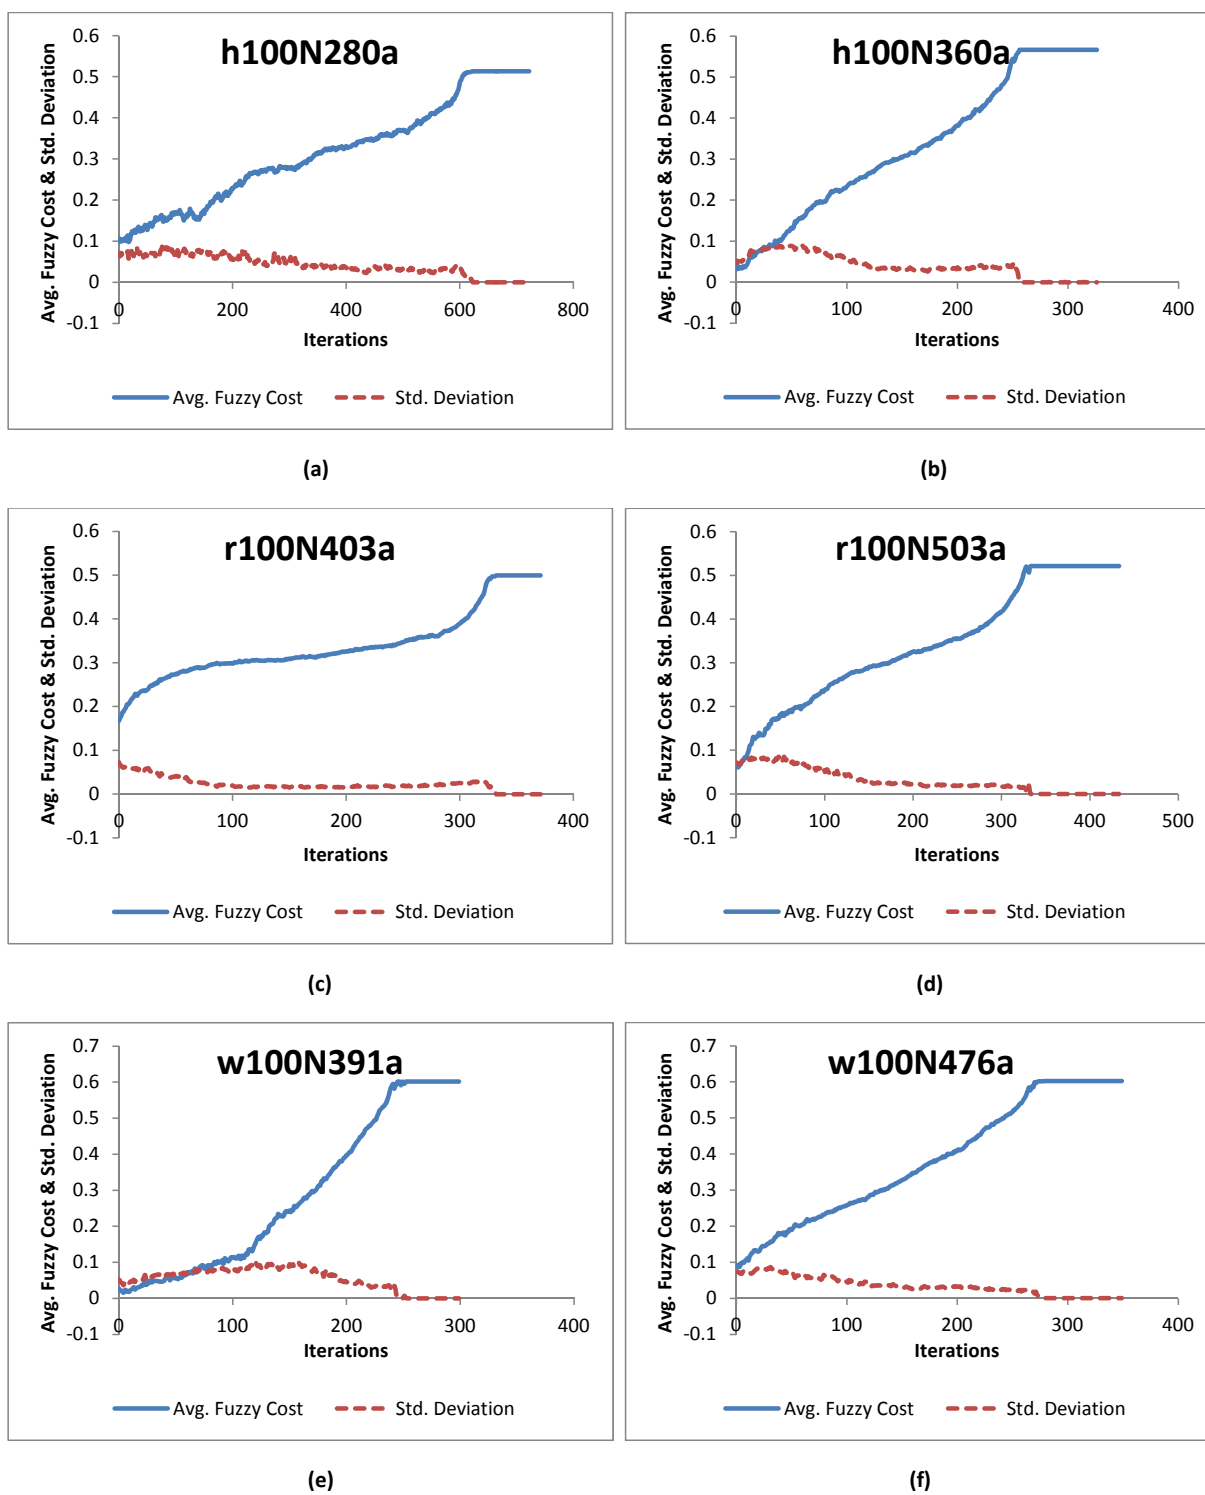 h100N280a
Avg. Fuzzy Cost & Std. Deviation
0.6
0.5
0.4
0.3
0.2
0.1
0
-0.1
0 200 400 600 800
Iterations
Avg. Fuzzy Cost Std. Deviation
(a)
h100N360a
Avg. Fuzzy Cost & Std. Deviation
0.6
0.5
0.4
0.3
0.2
0.1
0
-0.1
0 100 200 300 400
Iterations
Avg. Fuzzy Cost Std. Deviation
(b)
r100N403a
Avg. Fuzzy Cost & Std. Deviation
0.6
0.5
0.4
0.3
0.2
0.1
0
-0.1
0 100 200 300 400
Iterations
Avg. Fuzzy Cost Std. Deviation
(c)
r100N503a
Avg. Fuzzy Cost & Std. Deviation
0.6
0.5
0.4
0.3
0.2
0.1
0
-0.1
0 100 200 300 400 500
Iterations
Avg. Fuzzy Cost Std. Deviation
(d)
w100N391a
Avg. Fuzzy Cost & Std. Deviation
0.7
0.6
0.5
0.4
0.3
0.2
0.1
0
-0.1
0 100 200 300 400
Iterations
Avg. Fuzzy Cost Std. Deviation
(e)
w100N476a
Avg. Fuzzy Cost & Std. Deviation
0.7
0.6
0.5
0.4
0.3
0.2
0.1
0
-0.1
0 100 200 300 400
Iterations
Avg. Fuzzy Cost Std. Deviation
(f)